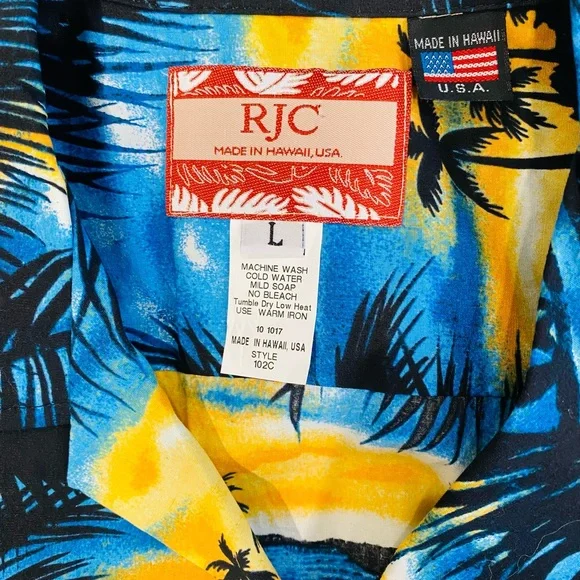 RJC
MADE IN HAWAII, USA.
MADE IN HAWAII
U.S.A.
L
MACHINE WASH
COLD WATER
MILD SOAP
NO BLEACH
Tumble Dry Low Heat
USE WARM IRON
10 1017
MADE IN HAWAII, USA
STYLE
102C